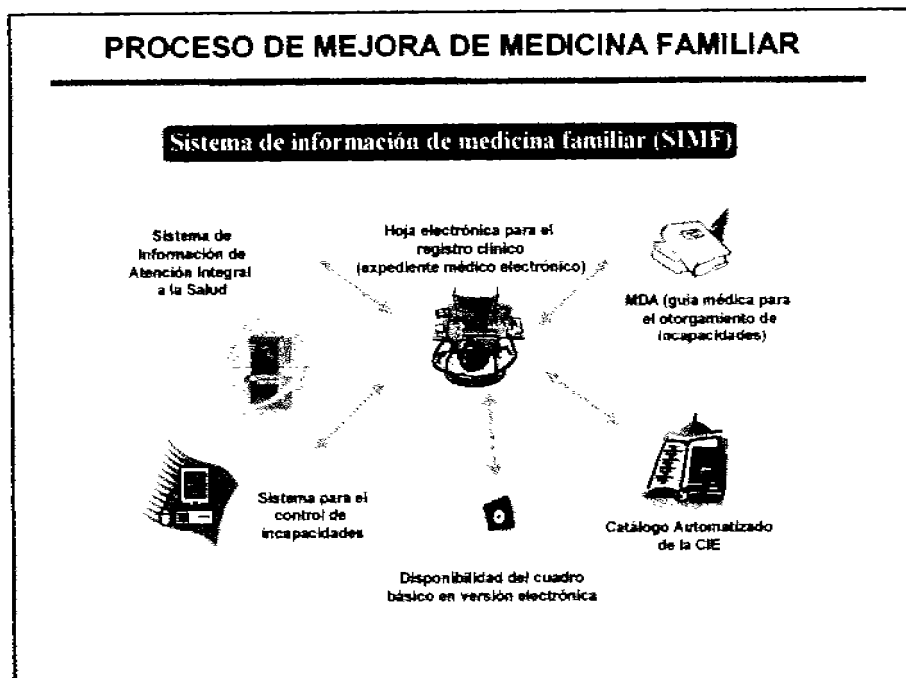 PROCESO DE MEJORA DE MEDICINA FAMILIAR
Sistema de información de medicina familiar (SIMF)
Sistema de
Información de
Atención Integral
a la Salud
Hoja electrónica para el
registro clínico
(expediente médico electrónico)
MDA (guía médica para
el otorgamiento de
incapacidades)
Sistema para el
control de
incapacidades
Disponibilidad del cuadro
básico en versión electrónica
Catálogo Automatizado
de la CIE